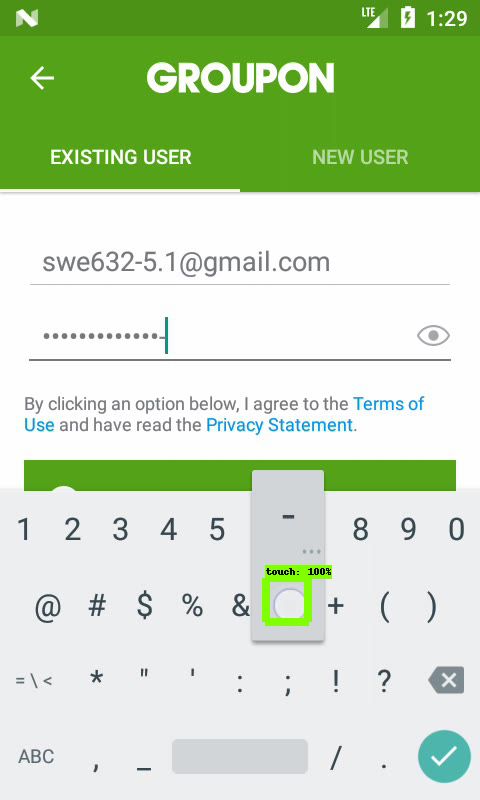 LTE 1:29
GROUPON
EXISTING USER NEW USER
swe632-5.1@gmail.com
•••••••••••••-
By clicking an option below, I agree to the Terms of
Use and have read the Privacy Statement.
1 2 3 4 5 - 8 9 0
...
touch: 100%
@ # $ % & + ( )
= \ < * " ' : ; ! ?
ABC , _ / .